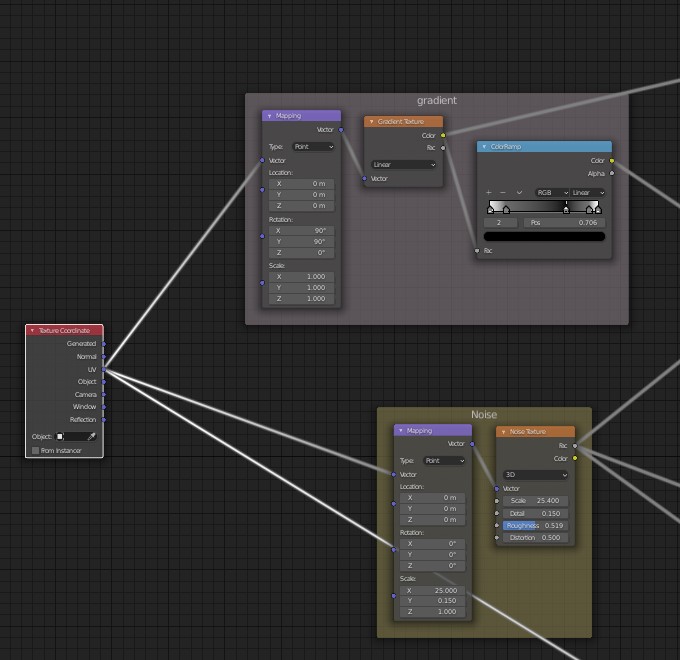 gradient
Mapping
Vector
Type: Point
Vector
Location:
X 0 m
Y 0 m
Z 0 m
Rotation:
X 90°
Y 90°
Z 0°
Scale:
X 1.000
Y 1.000
Z 1.000
Gradient Texture
Color
Fac
Linear
Vector
ColorRamp
Color
Alpha
+ - RGB Linear
2 Pos 0.706
Fac
Texture Coordinate
Generated
Normal
UV
Object
Camera
Window
Reflection
Object:
From Instancer
Noise
Mapping
Vector
Type: Point
Vector
Location:
X 0 m
Y 0 m
Z 0 m
Rotation:
X 0°
Y 0°
Z 0°
Scale:
X 25.000
Y 0.150
Z 1.000
Noise Texture
Fac
Color
3D
Vector
Scale 25.400
Detail 0.150
Roughness 0.519
Distortion 0.500